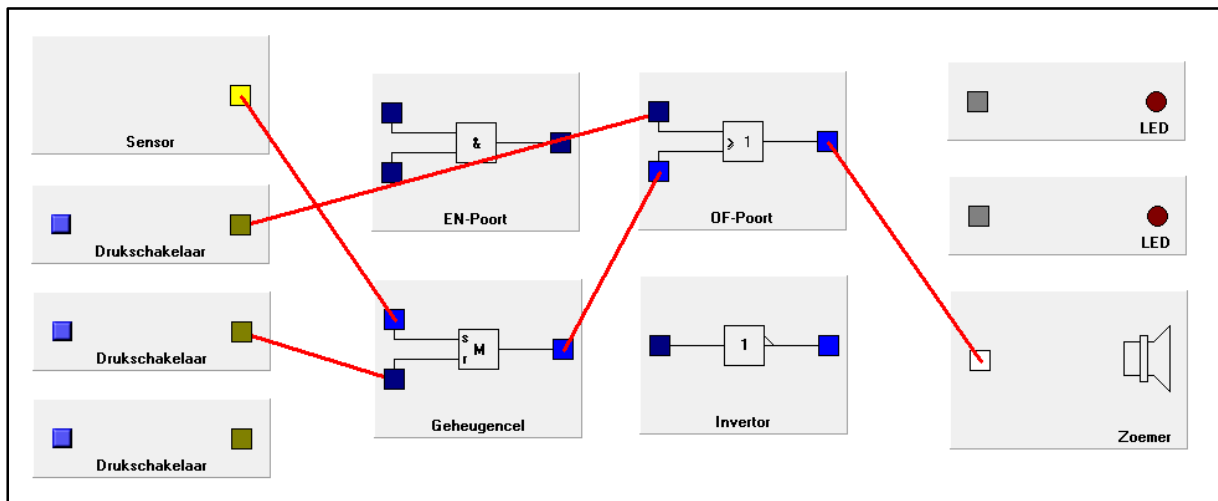 Sensor
Drukschakelaar
Drukschakelaar
Drukschakelaar
&
EN-Poort
s
r
M
Geheugencel
≥ 1
OF-Poort
1
Invertor
LED
LED
Zoemer